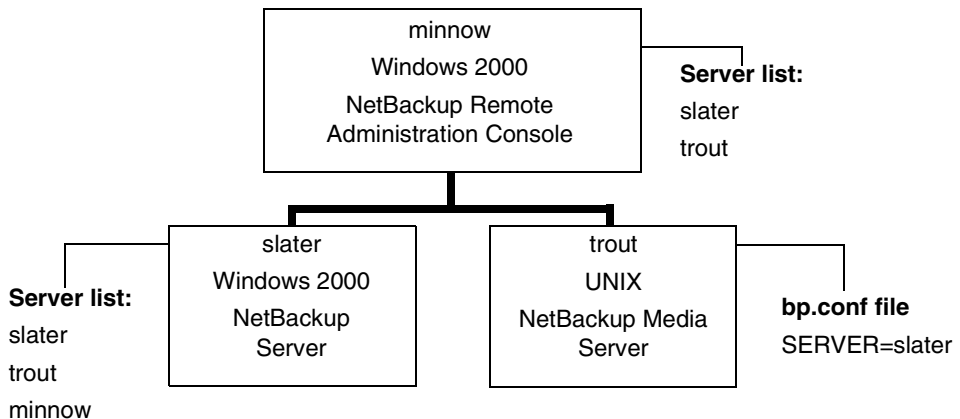 minnow
Windows 2000
NetBackup Remote
Administration Console
Server list:
slater
trout
slater
Windows 2000
NetBackup
Server
Server list:
slater
trout
minnow
trout
UNIX
NetBackup Media
Server
bp.conf file
SERVER=slater